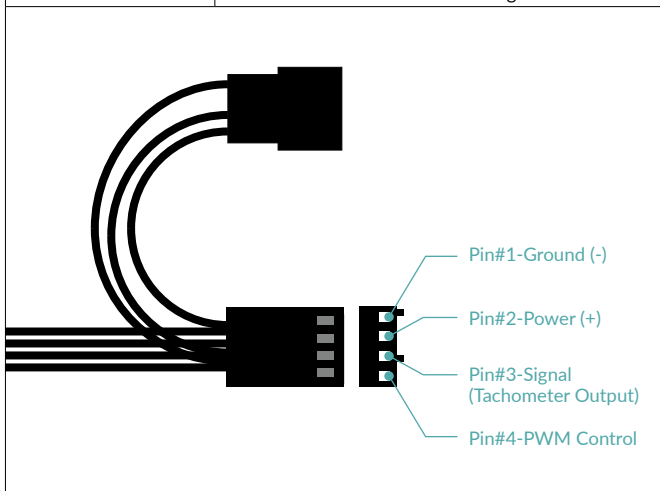 Pin#1-Ground (-)
Pin#2-Power (+)
Pin#3-Signal
(Tachometer Output)
Pin#4-PWM Control